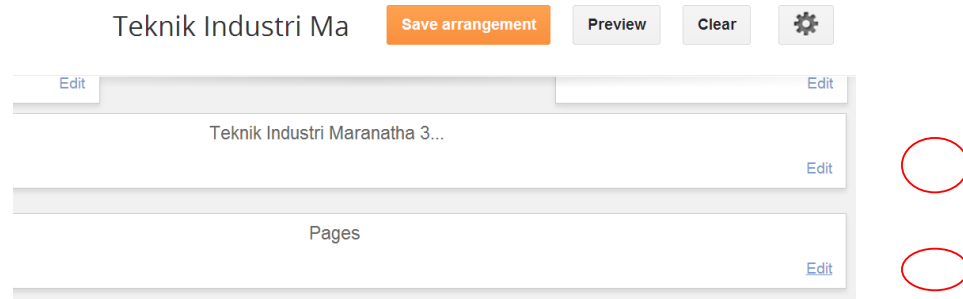 Teknik Industri Ma Save arrangement Preview Clear
Edit Edit
Teknik Industri Maranatha 3...
Edit
Pages
Edit